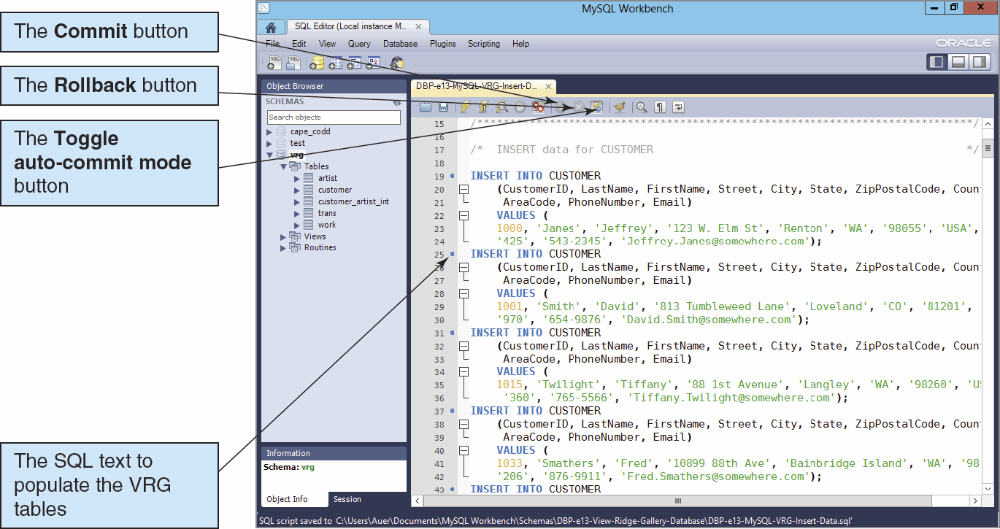 The Commit button
The Rollback button
The Toggle
auto-commit mode
button
The SQL text to
populate the VRG
tables
MySQL Workbench
SQL Editor (Local instance M...
File Edit View Query Database Plugins Scripting Help
ORACLE
SQL SQL
Object Browser
SCHEMAS
Search objects
cape_codd
test
vrg
Tables
artist
customer
customer_artist_int
trans
work
Views
Routines
Information
Schema: vrg
Object Info Session
DBP-e13-MySQL-VRG-Insert-D...
15 /***************************************************************************/
16
17 /* INSERT data for CUSTOMER */
18
19 INSERT INTO CUSTOMER
20 (CustomerID, LastName, FirstName, Street, City, State, ZipPostalCode, Coun
21 AreaCode, PhoneNumber, Email)
22 VALUES (
23 1000, 'Janes', 'Jeffrey', '123 W. Elm St', 'Renton', 'WA', '98055', 'USA',
24 '425', '543-2345', 'Jeffrey.Janes@somewhere.com');
25 INSERT INTO CUSTOMER
26 (CustomerID, LastName, FirstName, Street, City, State, ZipPostalCode, Coun
27 AreaCode, PhoneNumber, Email)
28 VALUES (
29 1001, 'Smith', 'David', '813 Tumbleweed Lane', 'Loveland', 'CO', '81201',
30 '970', '654-9876', 'David.Smith@somewhere.com');
31 INSERT INTO CUSTOMER
32 (CustomerID, LastName, FirstName, Street, City, State, ZipPostalCode, Coun
33 AreaCode, PhoneNumber, Email)
34 VALUES (
35 1015, 'Twilight', 'Tiffany', '88 1st Avenue', 'Langley', 'WA', '98260', 'US
36 '360', '765-5566', 'Tiffany.Twilight@somewhere.com');
37 INSERT INTO CUSTOMER
38 (CustomerID, LastName, FirstName, Street, City, State, ZipPostalCode, Coun
39 AreaCode, PhoneNumber, Email)
40 VALUES (
41 1033, 'Smathers', 'Fred', '10899 88th Ave', 'Bainbridge Island', 'WA', '98
42 '206', '876-9911', 'Fred.Smathers@somewhere.com');
43 INSERT INTO CUSTOMER
SQL script saved to C:\Users\Auer\Documents\MySQL Workbench\Schemas\DBP-e13-View-Ridge-Gallery-Database\DBP-e13-MySQL-VRG-Insert-Data.sql'